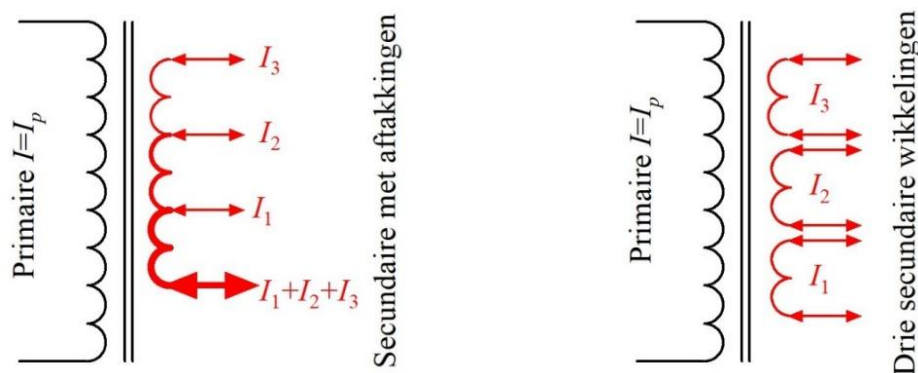 Primaire I=Iₚ
I₃
I₂
I₁
I₁+I₂+I₃
Secundaire met aftakkingen
Primaire I=Iₚ
I₃
I₂
I₁
Drie secundaire wikkelingen